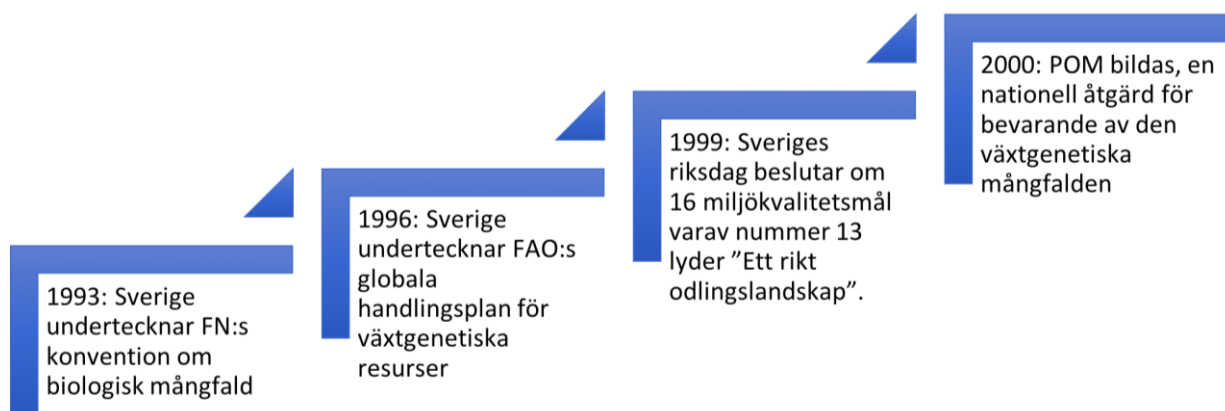 1993: Sverige
undertecknar FN:s
konvention om
biologisk mångfald
1996: Sverige
undertecknar FAO:s
globala
handlingsplan för
växtgenetiska
resurser
1999: Sveriges
riksdag beslutar om
16 miljökvalitetsmål
varav nummer 13
lyder ”Ett rikt
odlingslandskap”.
2000: POM bildas, en
nationell åtgärd för
bevarande av den
växtgenetiska
mångfalden